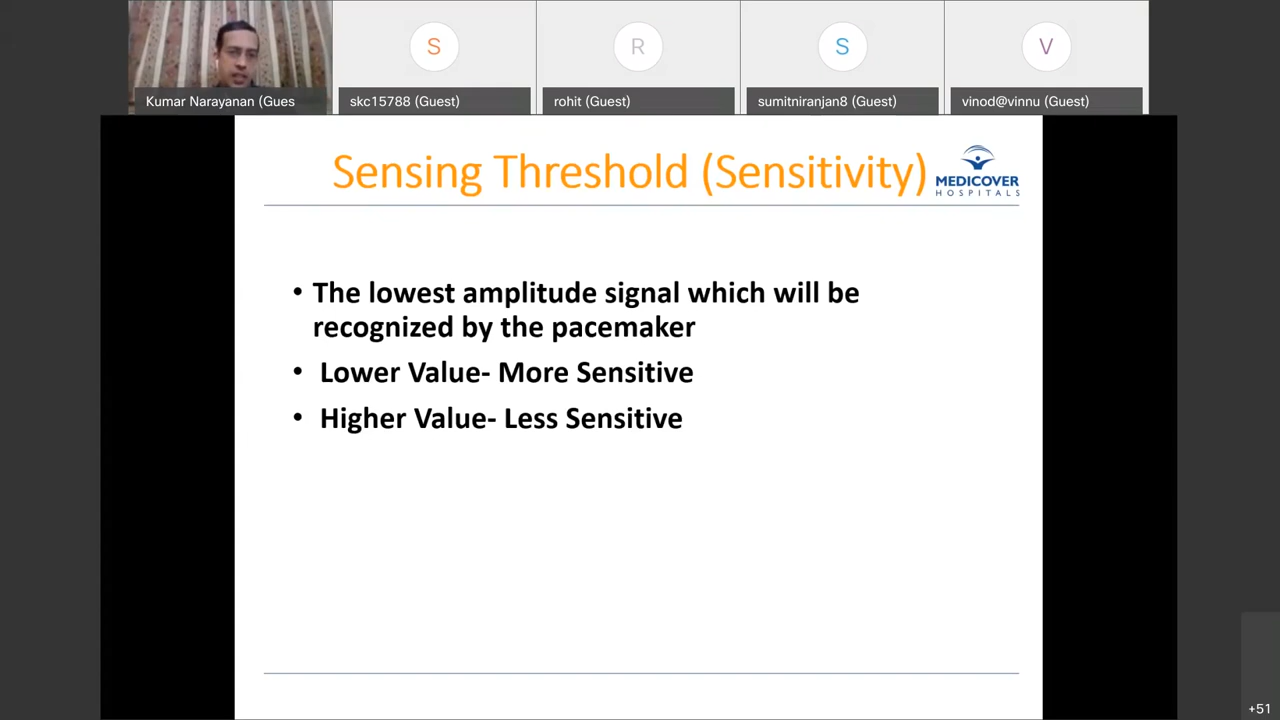 S
R
S
V
Kumar Narayanan (Gues
skc15788 (Guest)
rohit (Guest)
sumitniranjan8 (Guest)
vinod@vinnu (Guest)
Sensing Threshold (Sensitivity)
MEDICOVER
HOSPITALS
• The lowest amplitude signal which will be
recognized by the pacemaker
• Lower Value- More Sensitive
• Higher Value- Less Sensitive
+51